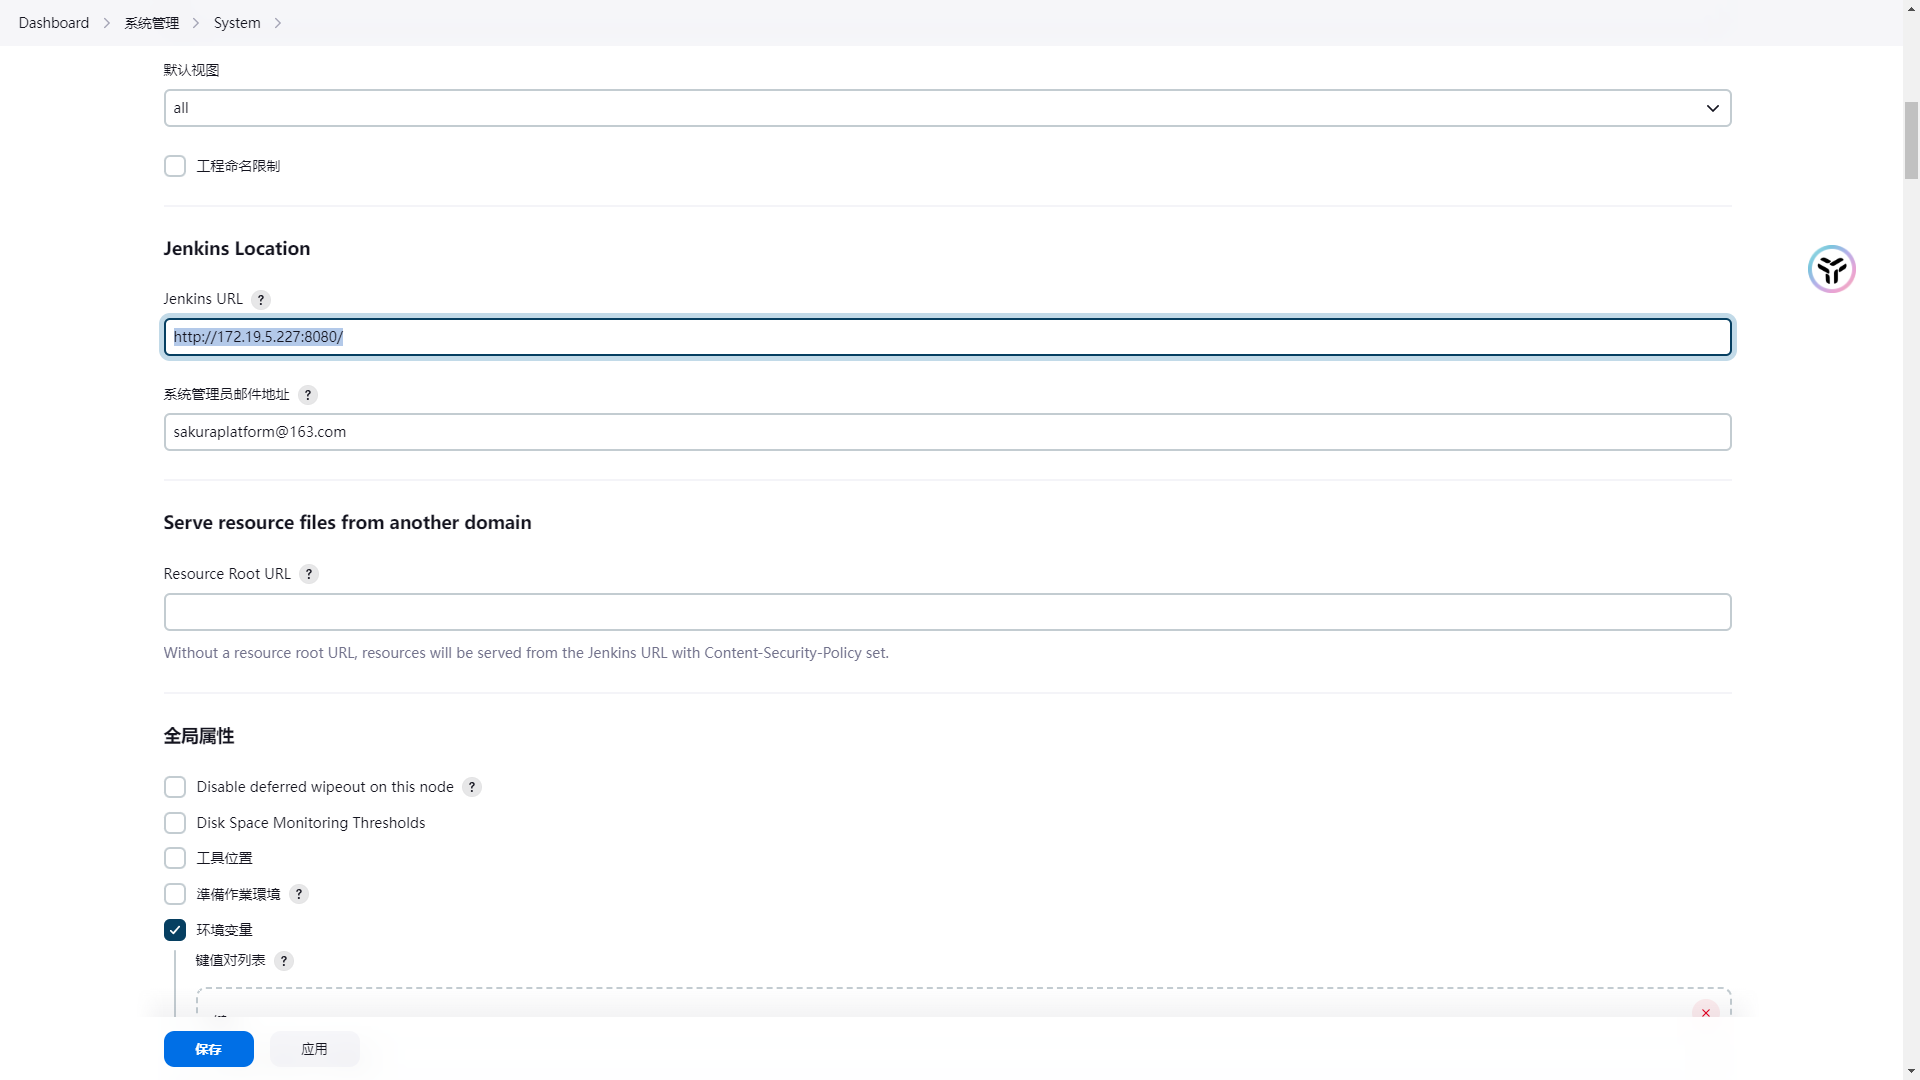 Dashboard
系统管理
System
默认视图
all
工程命名限制
Jenkins Location
Jenkins URL ?
http://172.19.5.227:8080/
系统管理员邮件地址 ?
sakuraplatform@163.com
Serve resource files from another domain
Resource Root URL ?
Without a resource root URL, resources will be served from the Jenkins URL with Content-Security-Policy set.
全局属性
Disable deferred wipeout on this node ?
Disk Space Monitoring Thresholds
工具位置
準備作業環境 ?
环境变量
键值对列表 ?
保存
应用